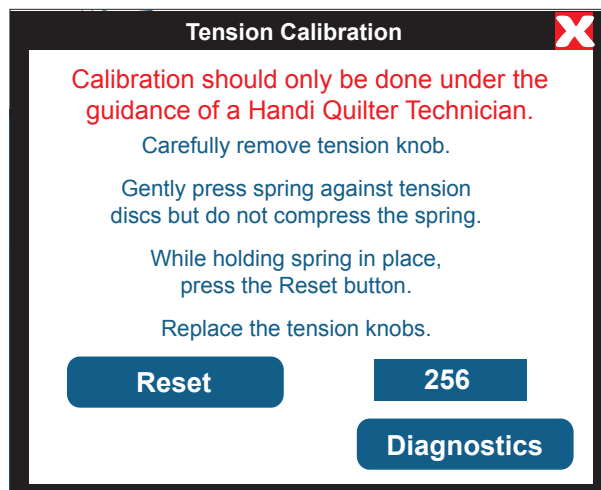 Tension Calibration
X
Calibration should only be done under the
guidance of a Handi Quilter Technician.
Carefully remove tension knob.
Gently press spring against tension
discs but do not compress the spring.
While holding spring in place,
press the Reset button.
Replace the tension knobs.
Reset
256
Diagnostics